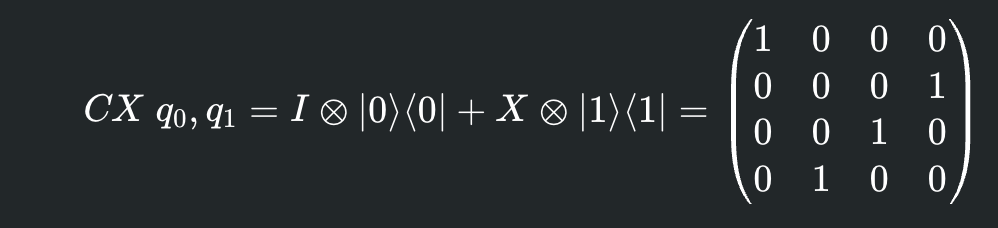 CX q₀, q₁ = I ⊗ |0⟩⟨0| + X ⊗ |1⟩⟨1| =
1 0 0 0
0 0 0 1
0 0 1 0
0 1 0 0